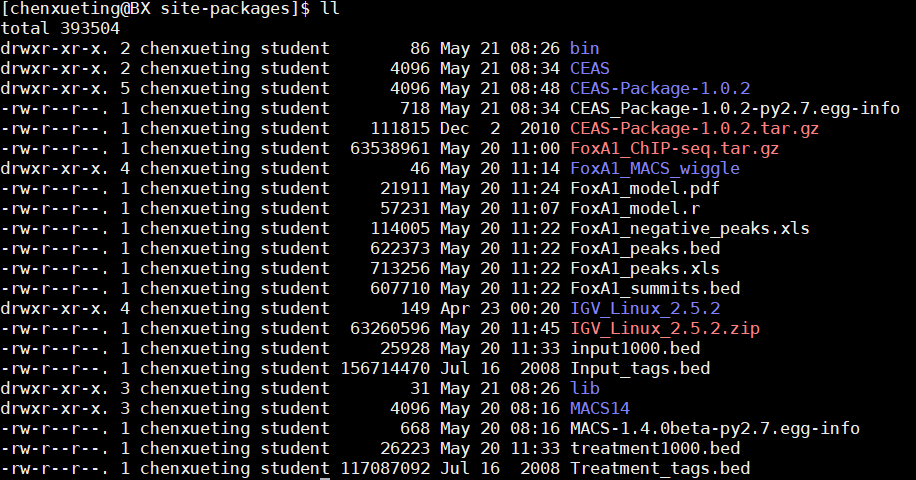 [chenxueting@BX site-packages]$ ll
total 393504
drwxr-xr-x. 2 chenxueting student        86 May 21 08:26 bin
drwxr-xr-x. 2 chenxueting student      4096 May 21 08:34 CEAS
drwxr-xr-x. 5 chenxueting student      4096 May 21 08:48 CEAS-Package-1.0.2
-rw-r--r--. 1 chenxueting student       718 May 21 08:34 CEAS_Package-1.0.2-py2.7.egg-info
-rw-r--r--. 1 chenxueting student    111815 Dec  2  2010 CEAS-Package-1.0.2.tar.gz
-rw-r--r--. 1 chenxueting student  63538961 May 20 11:00 FoxA1_ChIP-seq.tar.gz
drwxr-xr-x. 4 chenxueting student        46 May 20 11:14 FoxA1_MACS_wiggle
-rw-r--r--. 1 chenxueting student     21911 May 20 11:24 FoxA1_model.pdf
-rw-r--r--. 1 chenxueting student     57231 May 20 11:07 FoxA1_model.r
-rw-r--r--. 1 chenxueting student    114005 May 20 11:22 FoxA1_negative_peaks.xls
-rw-r--r--. 1 chenxueting student    622373 May 20 11:22 FoxA1_peaks.bed
-rw-r--r--. 1 chenxueting student    713256 May 20 11:22 FoxA1_peaks.xls
-rw-r--r--. 1 chenxueting student    607710 May 20 11:22 FoxA1_summits.bed
drwxr-xr-x. 4 chenxueting student       149 Apr 23 00:20 IGV_Linux_2.5.2
-rw-r--r--. 1 chenxueting student  63260596 May 20 11:45 IGV_Linux_2.5.2.zip
-rw-r--r--. 1 chenxueting student     25928 May 20 11:33 input1000.bed
-rw-r--r--. 1 chenxueting student 156714470 Jul 16  2008 Input_tags.bed
drwxr-xr-x. 3 chenxueting student        31 May 21 08:26 lib
drwxr-xr-x. 3 chenxueting student      4096 May 20 08:16 MACS14
-rw-r--r--. 1 chenxueting student       668 May 20 08:16 MACS-1.4.0beta-py2.7.egg-info
-rw-r--r--. 1 chenxueting student     26223 May 20 11:33 treatment1000.bed
-rw-r--r--. 1 chenxueting student 117087092 Jul 16  2008 Treatment_tags.bed